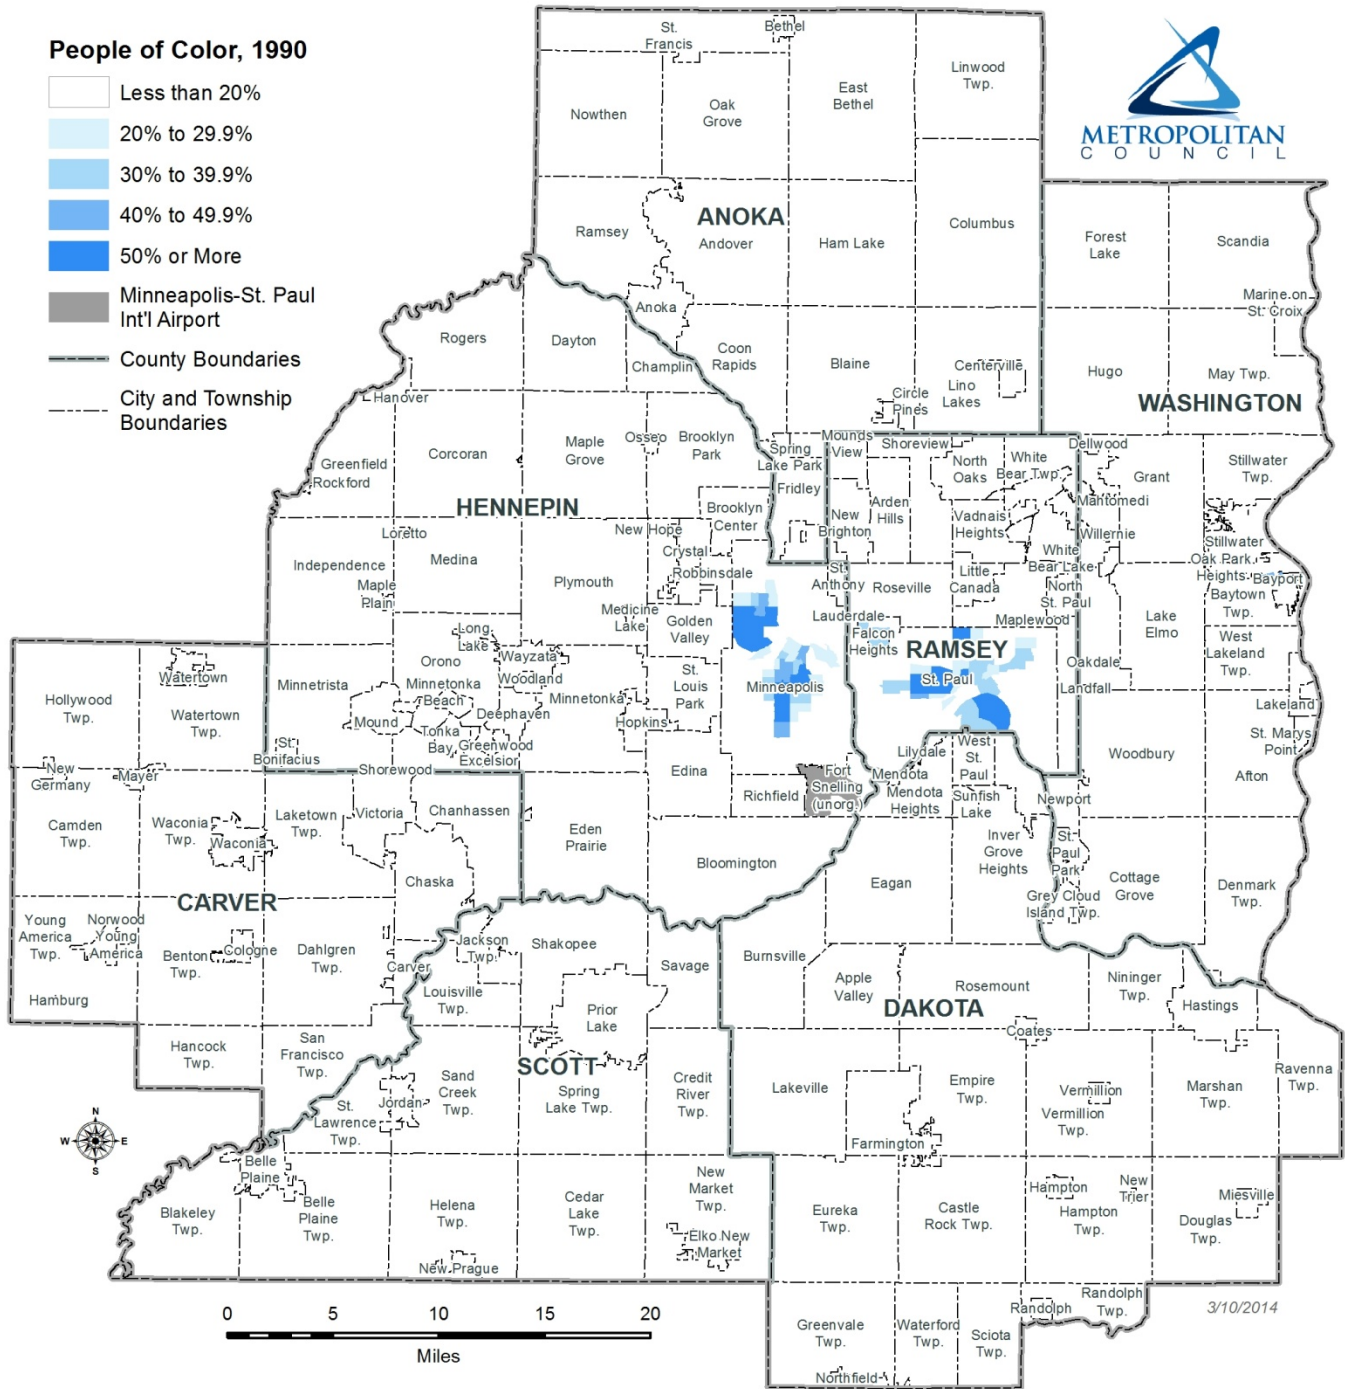 People of Color, 1990
Less than 20%
20% to 29.9%
30% to 39.9%
40% to 49.9%
50% or More
Minneapolis-St. Paul
Int'l Airport
County Boundaries
City and Township
Boundaries
METROPOLITAN
COUNCIL
St.
Francis
Bethel
Linwood
Twp.
Nowthen
Oak
Grove
East
Bethel
ANOKA
Ramsey
Andover
Ham Lake
Columbus
Forest
Lake
Scandia
Anoka
Marine on
St. Croix
Rogers
Dayton
Champlin
Coon
Rapids
Blaine
Centerville
Lino
Lakes
Circle
Pines
Hugo
May Twp.
WASHINGTON
Hanover
Corcoran
Maple
Grove
Osseo
Brooklyn
Park
Spring
Lake Park
Mounds
View
Shoreview
North
Oaks
White
Bear Twp.
Dellwood
Grant
Stillwater
Twp.
Greenfield
Rockford
HENNEPIN
Fridley
Brooklyn
Center
New
Brighton
Arden
Hills
Vadnais
Heights
Mahtomedi
Willernie
White
Bear Lake
Stillwater
Oak Park
Heights
Bayport
Baytown
Twp.
Loretto
Independence
Medina
Maple
Plain
Plymouth
New Hope
Crystal
Robbinsdale
Medicine
Lake
Golden
Valley
St.
Anthony
Roseville
Little
Canada
North
St. Paul
Lauderdale
Falcon
Heights
Maplewood
RAMSEY
St. Paul
Lake
Elmo
West
Lakeland
Twp.
Oakdale
Landfall
Lakeland
St. Marys
Point
Long
Lake
Orono
Wayzata
Woodland
Minnetrista
Minnetonka
Beach
Minnetonka
Deephaven
Mound
Tonka
Bay
Greenwood
Excelsior
St.
Bonifacius
Shorewood
Hopkins
St.
Louis
Park
Minneapolis
Edina
Richfield
Fort
Snelling
(unorg.)
Lilydale
West
St.
Paul
Mendota
Mendota
Heights
Sunfish
Lake
Newport
Woodbury
Afton
Hollywood
Twp.
Watertown
Watertown
Twp.
New
Germany
Mayer
Camden
Twp.
Waconia
Twp.
Waconia
Laketown
Twp.
Victoria
Chanhassen
Chaska
Eden
Prairie
Bloomington
Eagan
Inver
Grove
Heights
St.
Paul
Park
Grey Cloud
Island Twp.
Cottage
Grove
Denmark
Twp.
CARVER
Young
America
Twp.
Norwood
Young
America
Benton
Twp.
Cologne
Dahlgren
Twp.
Carver
Hamburg
Hancock
Twp.
San
Francisco
Twp.
Jackson
Twp.
Shakopee
Louisville
Twp.
Savage
Prior
Lake
SCOTT
Burnsville
Apple
Valley
Rosemount
DAKOTA
Nininger
Twp.
Hastings
Coates
Ravenna
Twp.
St.
Lawrence
Twp.
Jordan
Sand
Creek
Twp.
Spring
Lake Twp.
Credit
River
Twp.
Lakeville
Farmington
Empire
Twp.
Vermillion
Vermillion
Twp.
Marshan
Twp.
N
W
E
S
Belle
Plaine
Blakeley
Twp.
Belle
Plaine
Twp.
Helena
Twp.
New Prague
Cedar
Lake
Twp.
New
Market
Twp.
Elko New
Market
Eureka
Twp.
Castle
Rock Twp.
Hampton
Hampton
Twp.
New
Trier
Miesville
Douglas
Twp.
Greenvale
Twp.
Waterford
Twp.
Sciota
Twp.
Randolph
Randolph
Twp.
Northfield
0 5 10 15 20
Miles
3/10/2014